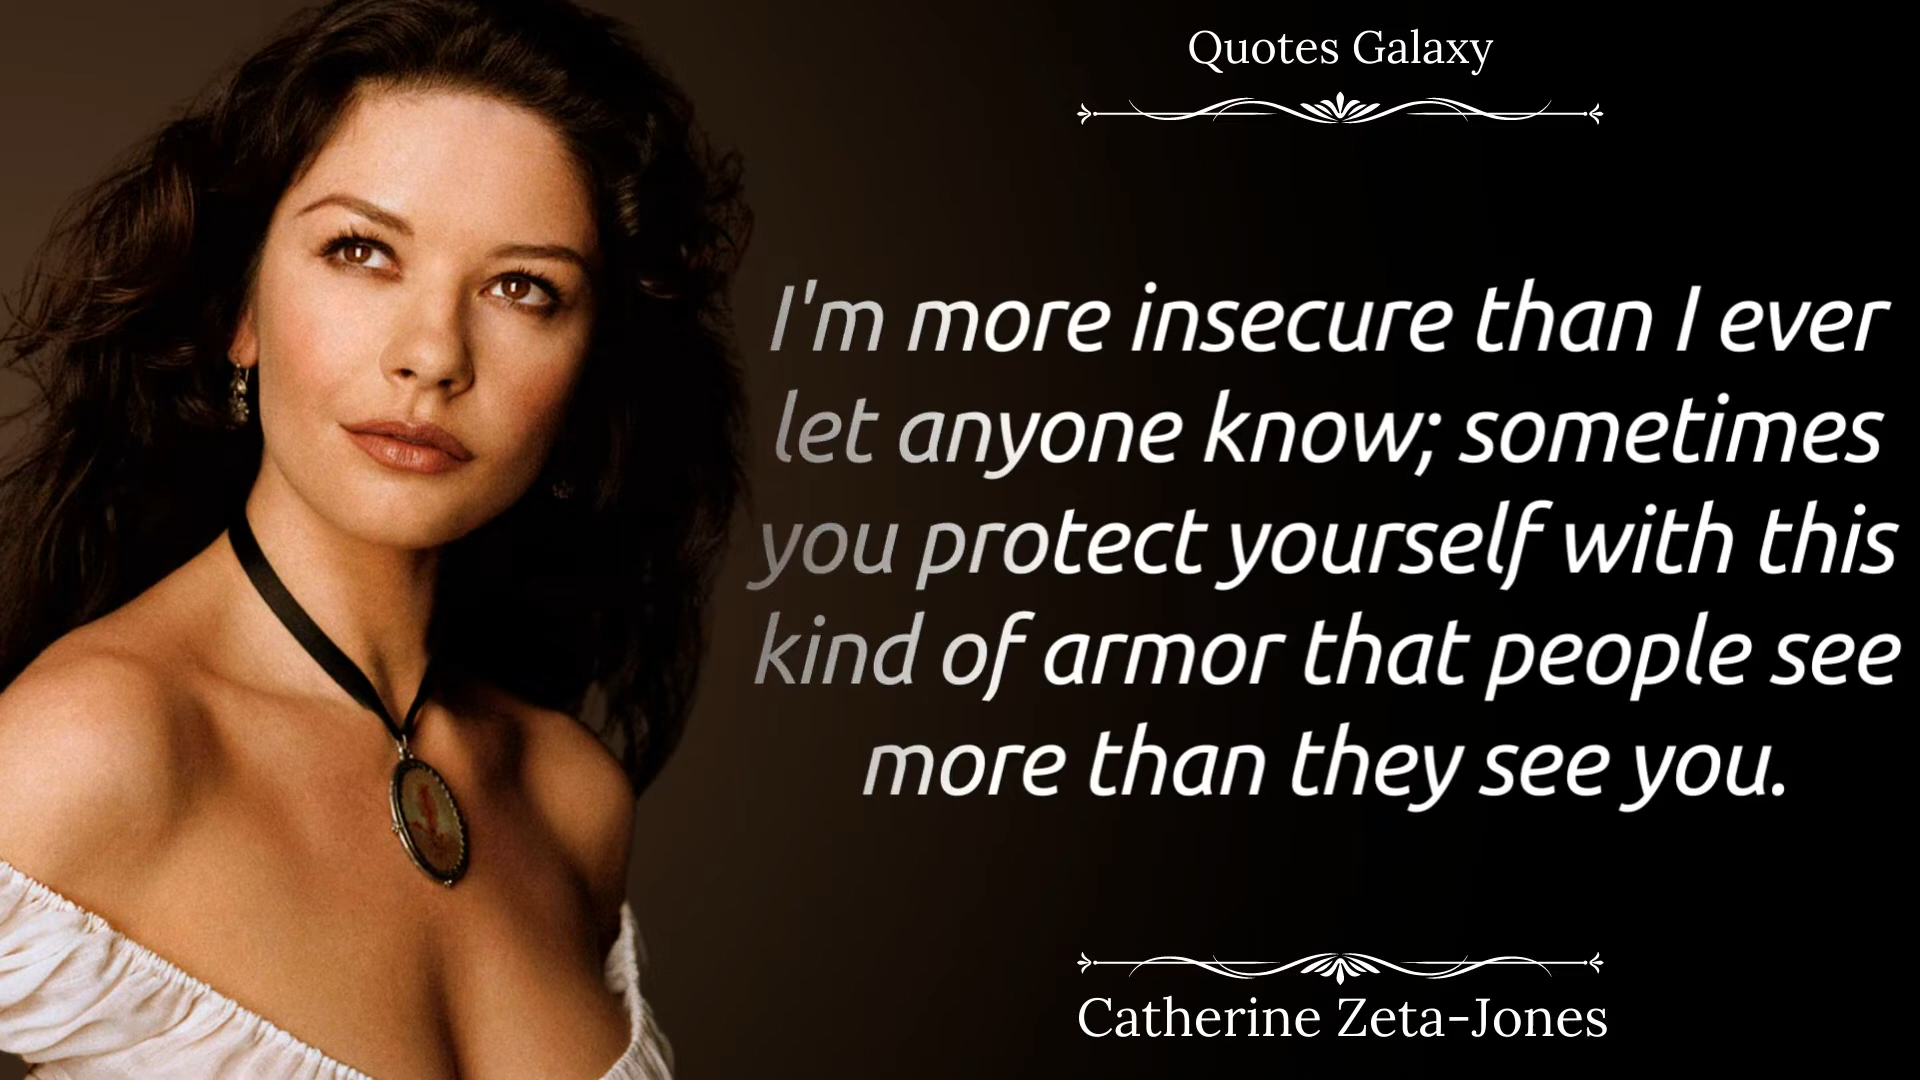 Quotes Galaxy
I'm more insecure than I ever
let anyone know; sometimes
you protect yourself with this
kind of armor that people see
more than they see you.
Catherine Zeta-Jones